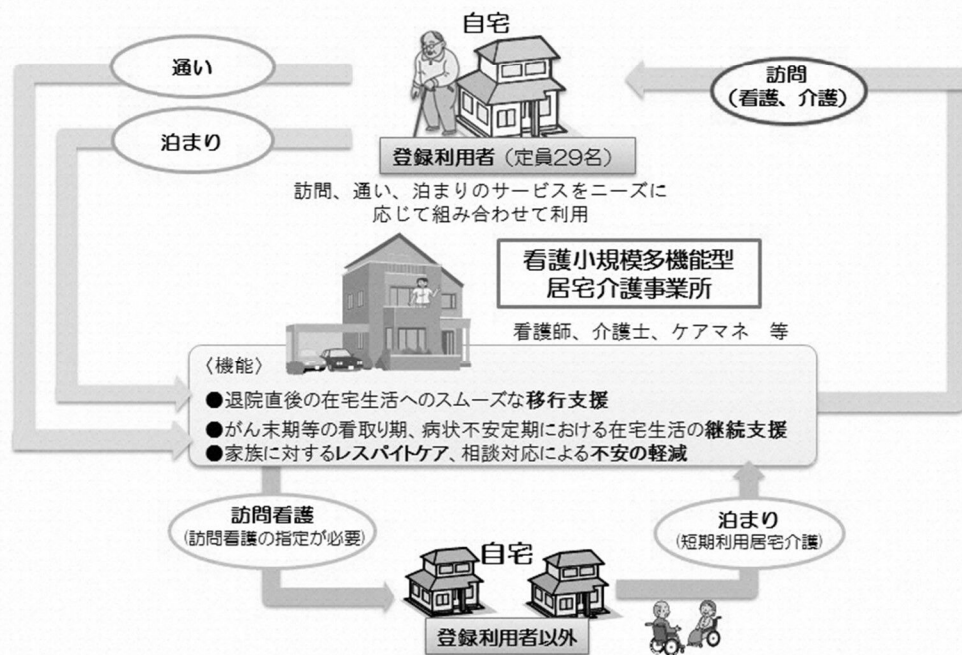 自宅
通い
訪問
(看護、介護)
泊まり
登録利用者(定員29名)
訪問、通い、泊まりのサービスをニーズに
応じて組み合わせて利用
看護小規模多機能型
居宅介護事業所
看護師、介護士、ケアマネ 等
〈機能〉
●退院直後の在宅生活へのスムーズな移行支援
●がん末期等の看取り期、病状不安定期における在宅生活の継続支援
●家族に対するレスパイトケア、相談対応による不安の軽減
訪問看護
(訪問看護の指定が必要)
泊まり
(短期利用居宅介護)
自宅
登録利用者以外